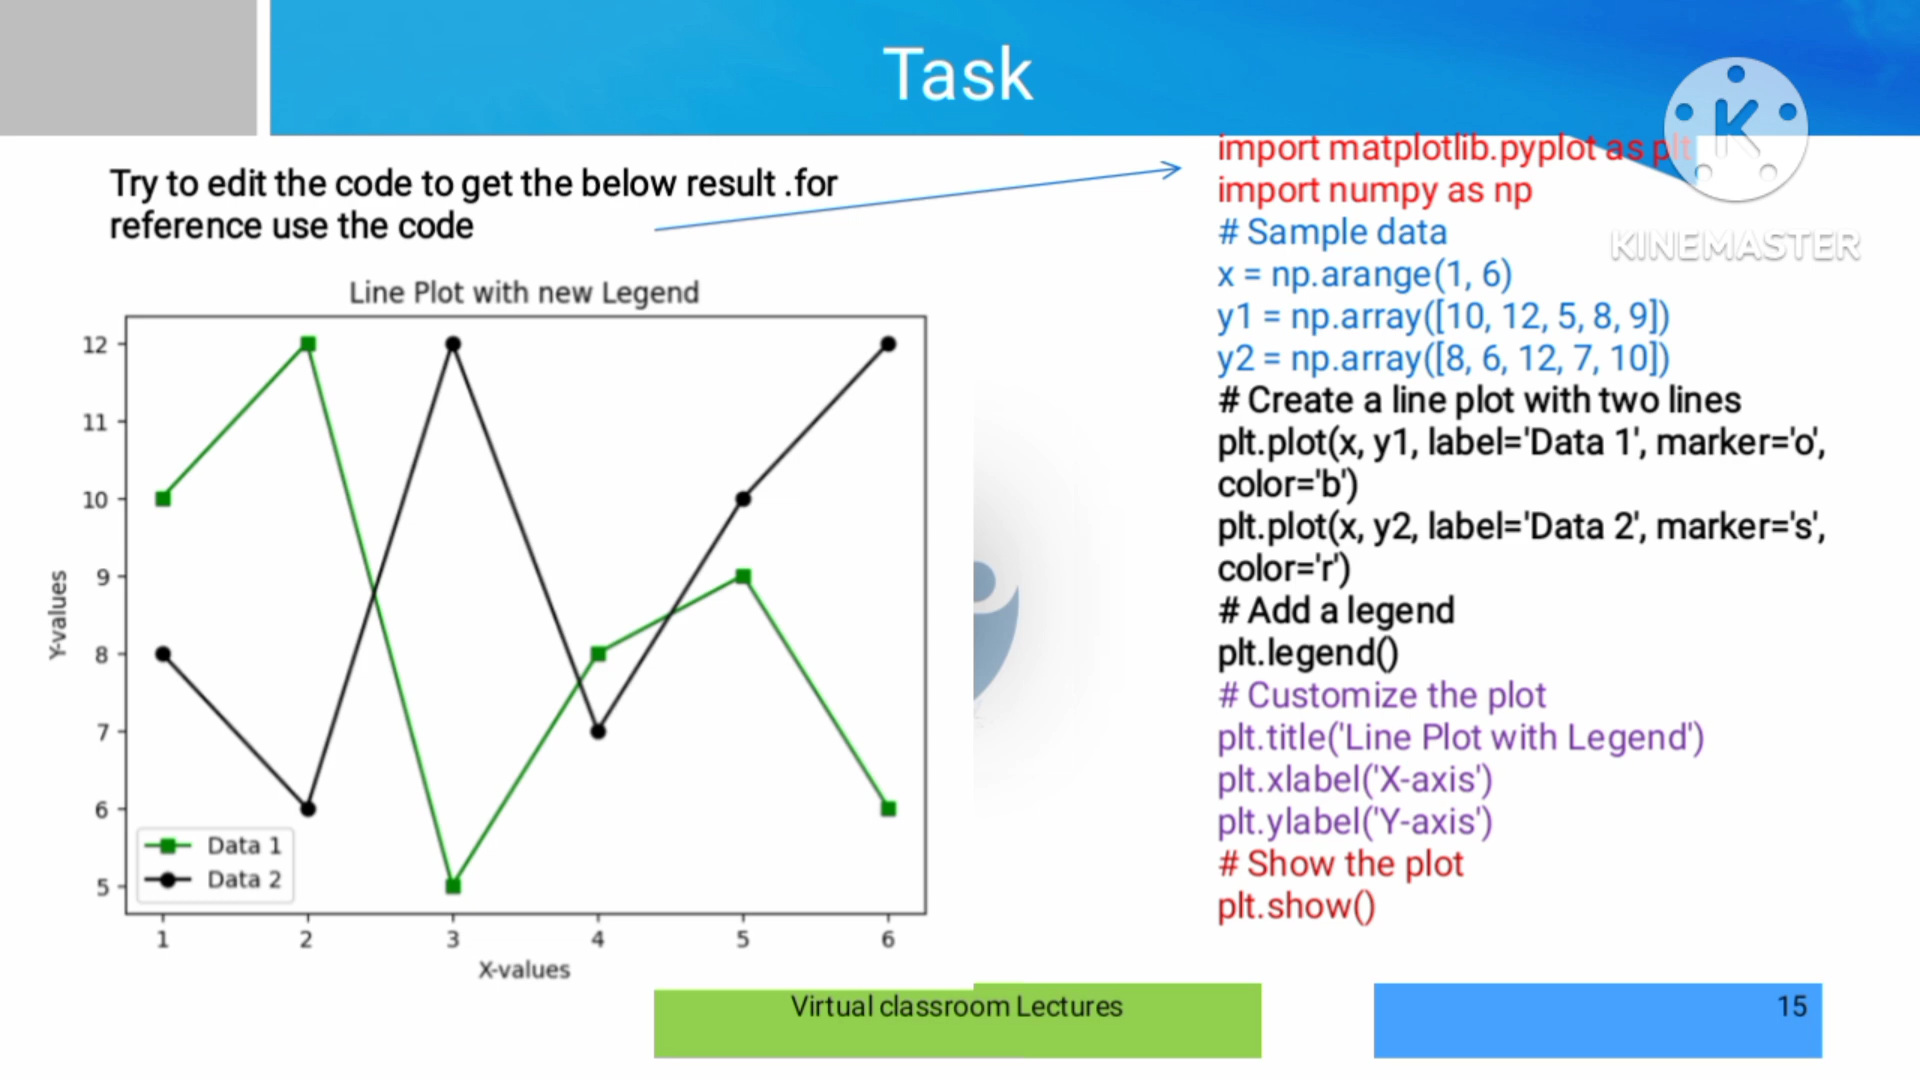 Task
Try to edit the code to get the below result .for
reference use the code
Line Plot with new Legend
12
11
10
9
8
7
6
5
Y-values
Data 1
Data 2
1 2 3 4 5 6
X-values
import matplotlib.pyplot as plt
import numpy as np
# Sample data
x = np.arange(1, 6)
y1 = np.array([10, 12, 5, 8, 9])
y2 = np.array([8, 6, 12, 7, 10])
# Create a line plot with two lines
plt.plot(x, y1, label='Data 1', marker='o',
color='b')
plt.plot(x, y2, label='Data 2', marker='s',
color='r')
# Add a legend
plt.legend()
# Customize the plot
plt.title('Line Plot with Legend')
plt.xlabel('X-axis')
plt.ylabel('Y-axis')
# Show the plot
plt.show()
K
KINEMASTER
Virtual classroom Lectures
15